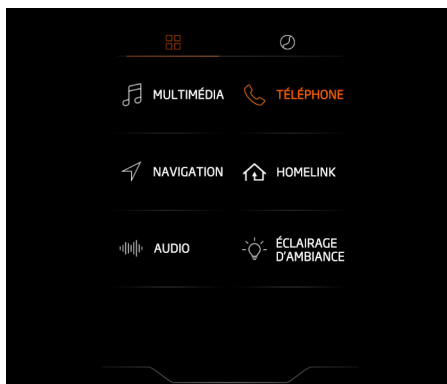 MULTIMÉDIA
TÉLÉPHONE
NAVIGATION
HOMELINK
AUDIO
ÉCLAIRAGE
D'AMBIANCE